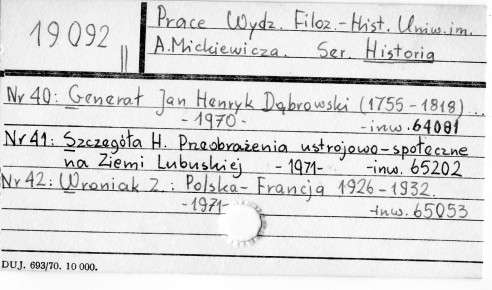 19092 ||
Prace Wydz. Filoz.-Hist. Uniw. im.
A. Mickiewicza. Ser. Historia
Nr 40: Generał Jan Henryk Dąbrowski (1755-1818)...
-1970- -inw. 64081
Nr 41: Szczegóła H. Przeobrażenia ustrojowo-społeczne
na Ziemi Lubuskiej -1971- -inw. 65202
Nr 42: Wroniak Z.: Polska-Francja 1926-1932.
-1971- -inw. 65053
DUJ. 693/70. 10 000.